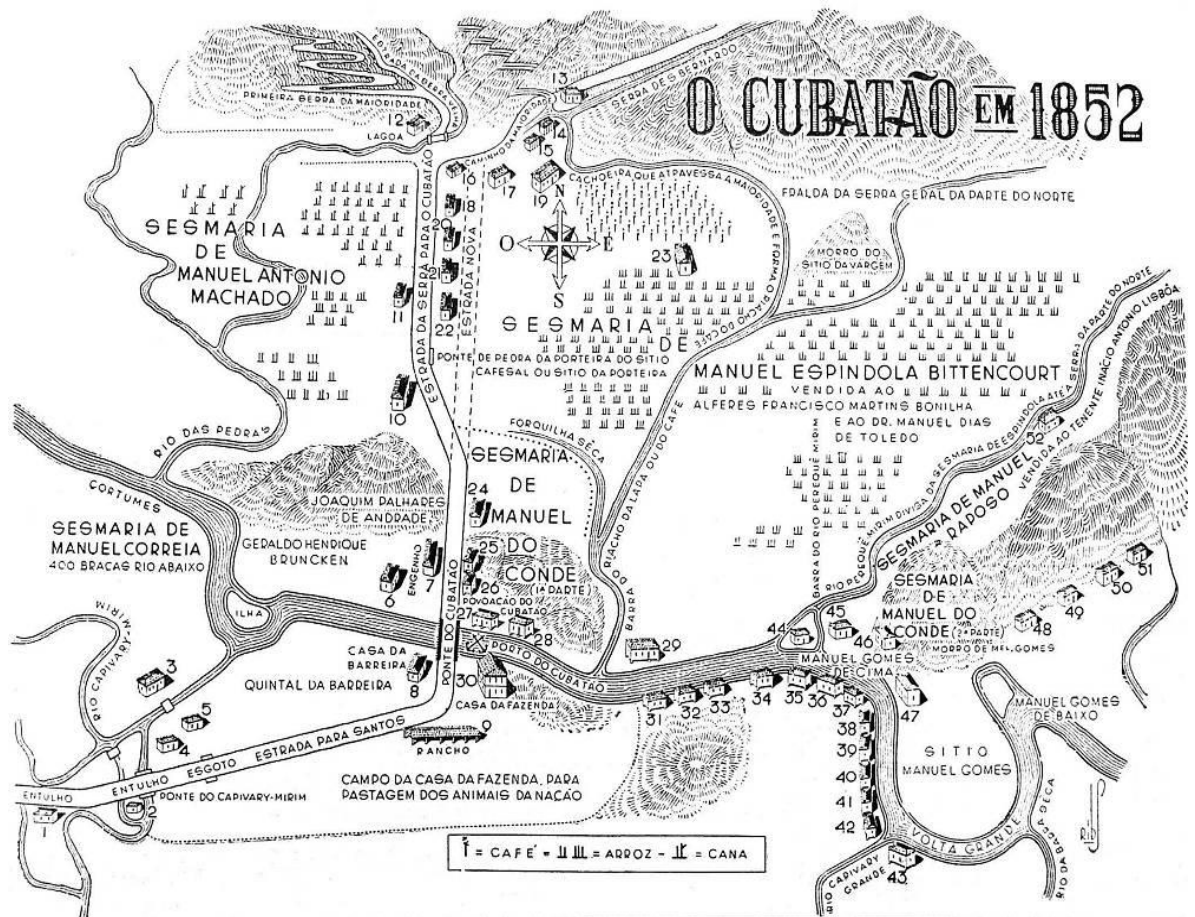 O CUBATÃO EM 1852
ESTRADA
PRIMEIRA SERRA DA MAIORIDADE
12
LAGOA
13
SERRA DE S BERNARDO
14
15
CAMINHO DA MAIORIDADE
16
17
18
19
CACHOEIRA QUE ATRAVESSA A MAIORIDADE E FORMA O RIACHO DO CAFÉ
FRALDA DA SERRA GERAL DA PARTE DO NORTE
N
O
E
S
SESMARIA
DE
MANUEL ANTONIO
MACHADO
ESTRADA DA SERRA PARA O CUBATÃO
ESTRADA NOVA
20
21
22
23
11
10
MORRO DO
SITIO DA VARGEM
SESMARIA
DE
MANUEL ESPINDOLA BITTENCOURT
VENDIDA AO
ALFERES FRANCISCO MARTINS BONILHA
E AO DR. MANUEL DIAS
DE TOLEDO
PONTE DE PEDRA DA PORTEIRA DO SITIO
CAFESAL OU SITIO DA PORTEIRA
RIO DAS PEDRAS
CORTUMES
FORQUILHA SÊCA
SESMARIA
DE
MANUEL
DO
CONDE
(1ª PARTE)
24
25
26
POVOAÇÃO DO
CUBATÃO
27
28
JOAQUIM PALHARES
DE ANDRADE
GERALDO HENRIQUE
BRUNCKEN
SESMARIA DE
MANUEL CORREIA
400 BRAÇAS RIO ABAIXO
ENGENHO
6
7
ILHA
BARRA DO RIACHO DA LAPA OU DO CAFÉ
BARRA DO RIO PEREQUÊ MIRIM
RIO PEREQUÊ MIRIM DIVISA DA SESMARIA DE ESPINDOLA ATÉ A SERRA DA PARTE DO NORTE
SESMARIA DE MANUEL RAPOSO
VENDIDA AO TENENTE INÁCIO ANTONIO LISBÔA
52
SESMARIA
DE
MANUEL DO
CONDE (2ª PARTE)
MORRO DE MEL. GOMES
44
45
46
47
48
49
50
51
MANUEL GOMES
DE CIMA
MANUEL GOMES
DE BAIXO
SITIO
MANUEL GOMES
VOLTA GRANDE
RIO DA BARRA SECA
RIO CAPIVARY
GRANDE
RIO CAPIVARY-MIRIM
3
5
4
CASA DA
BARREIRA
8
QUINTAL DA BARREIRA
PONTE DO CUBATÃO
PORTO DO CUBATÃO
30
CASA DA FAZENDA
29
31
32
33
34
35
36
37
38
39
40
41
42
43
9
RANCHO
ENTULHO
ENTULHO
ESGOTO
ESTRADA PARA SANTOS
1
2
PONTE DO CAPIVARY-MIRIM
CAMPO DA CASA DA FAZENDA, PARA
PASTAGEM DOS ANIMAIS DA NAÇÃO
= CAFÉ = = ARROZ - = CANA